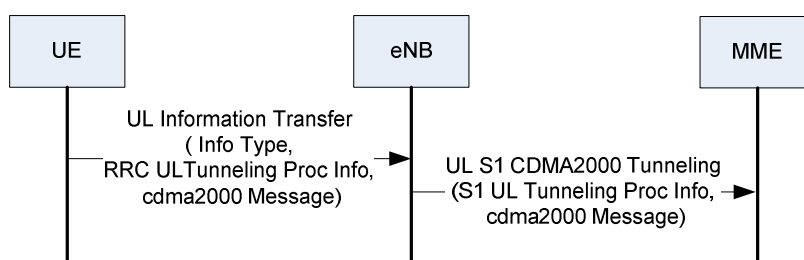 UE
eNB
MME
UL Information Transfer
( Info Type,
RRC ULTunneling Proc Info,
cdma2000 Message)
UL S1 CDMA2000 Tunneling
(S1 UL Tunneling Proc Info,
cdma2000 Message)